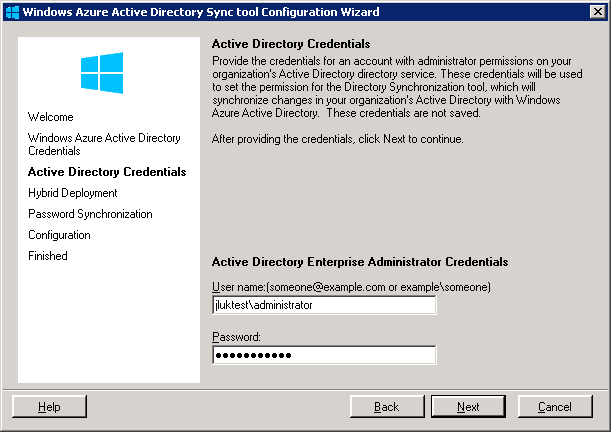 Windows Azure Active Directory Sync tool Configuration Wizard
Welcome
Windows Azure Active Directory
Credentials
Active Directory Credentials
Hybrid Deployment
Password Synchronization
Configuration
Finished
Active Directory Credentials
Provide the credentials for an account with administrator permissions on your
organization's Active Directory directory service. These credentials will be used
to set the permission for the Directory Synchronization tool, which will
synchronize changes in your organization's Active Directory with Windows
Azure Active Directory.  These credentials are not saved.
After providing the credentials, click Next to continue.
Active Directory Enterprise Administrator Credentials
User name:(someone@example.com or example\someone)
jluktest\administrator
Password:
●●●●●●●●●●●
Help
Back
Next
Cancel